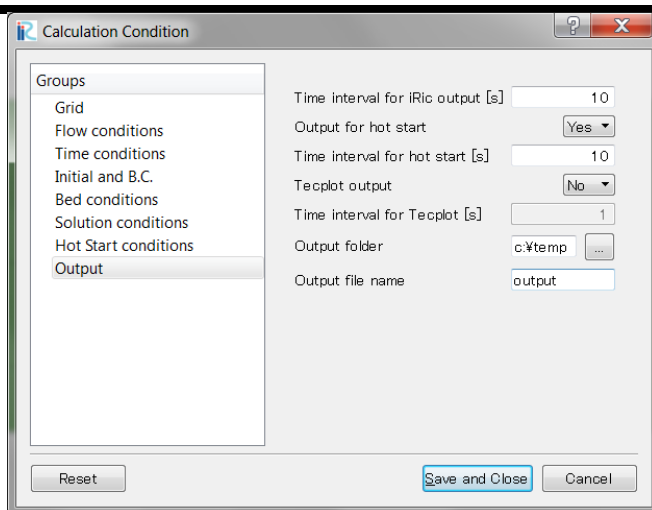 iRC Calculation Condition
Groups
Grid
Flow conditions
Time conditions
Initial and B.C.
Bed conditions
Solution conditions
Hot Start conditions
Output
Time interval for iRic output [s] 10
Output for hot start Yes
Time interval for hot start [s] 10
Tecplot output No
Time interval for Tecplot [s] 1
Output folder c:¥temp ...
Output file name output
Reset Save and Close Cancel